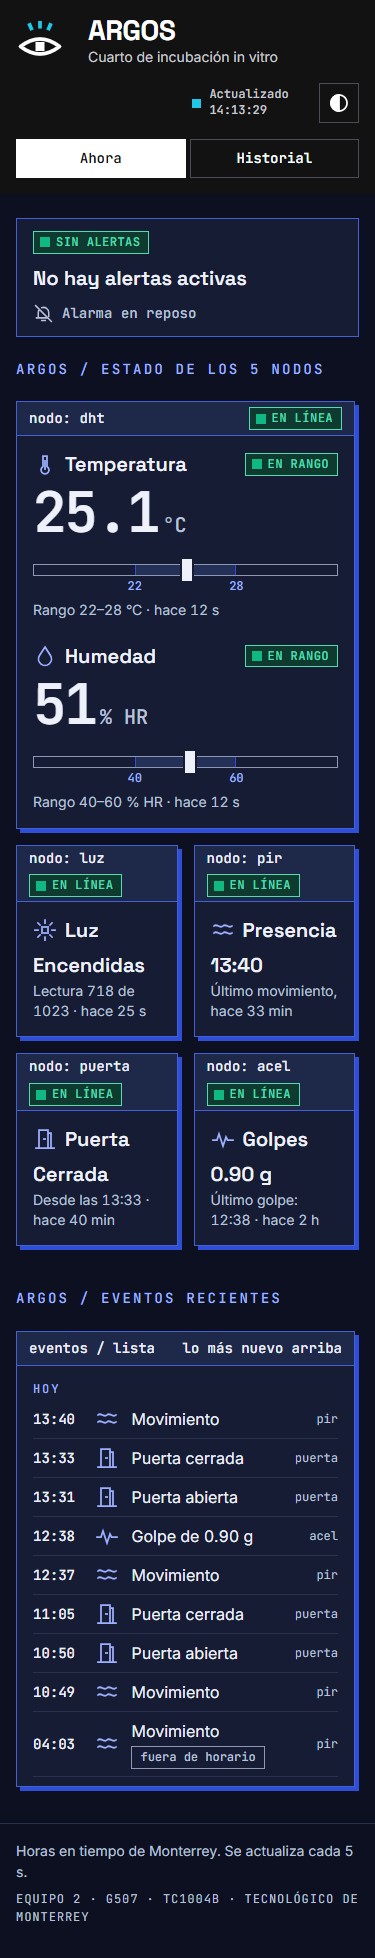 ARGOS
Cuarto de incubación in vitro
Actualizado
14:13:29
Ahora
Historial
SIN ALERTAS
No hay alertas activas
Alarma en reposo
ARGOS / ESTADO DE LOS 5 NODOS
nodo: dht
EN LÍNEA
Temperatura
EN RANGO
25.1 °C
22 28
Rango 22–28 °C · hace 12 s
Humedad
EN RANGO
51 % HR
40 60
Rango 40–60 % HR · hace 12 s
nodo: luz
EN LÍNEA
Luz
Encendidas
Lectura 718 de
1023 · hace 25 s
nodo: pir
EN LÍNEA
Presencia
13:40
Último movimiento,
hace 33 min
nodo: puerta
EN LÍNEA
Puerta
Cerrada
Desde las 13:33 ·
hace 40 min
nodo: acel
EN LÍNEA
Golpes
0.90 g
Último golpe:
12:38 · hace 2 h
ARGOS / EVENTOS RECIENTES
eventos / lista lo más nuevo arriba
HOY
13:40 Movimiento pir
13:33 Puerta cerrada puerta
13:31 Puerta abierta puerta
12:38 Golpe de 0.90 g acel
12:37 Movimiento pir
11:05 Puerta cerrada puerta
10:50 Puerta abierta puerta
10:49 Movimiento pir
04:03 Movimiento pir
fuera de horario
Horas en tiempo de Monterrey. Se actualiza cada 5
s.
EQUIPO 2 · G507 · TC1004B · TECNOLÓGICO DE
MONTERREY